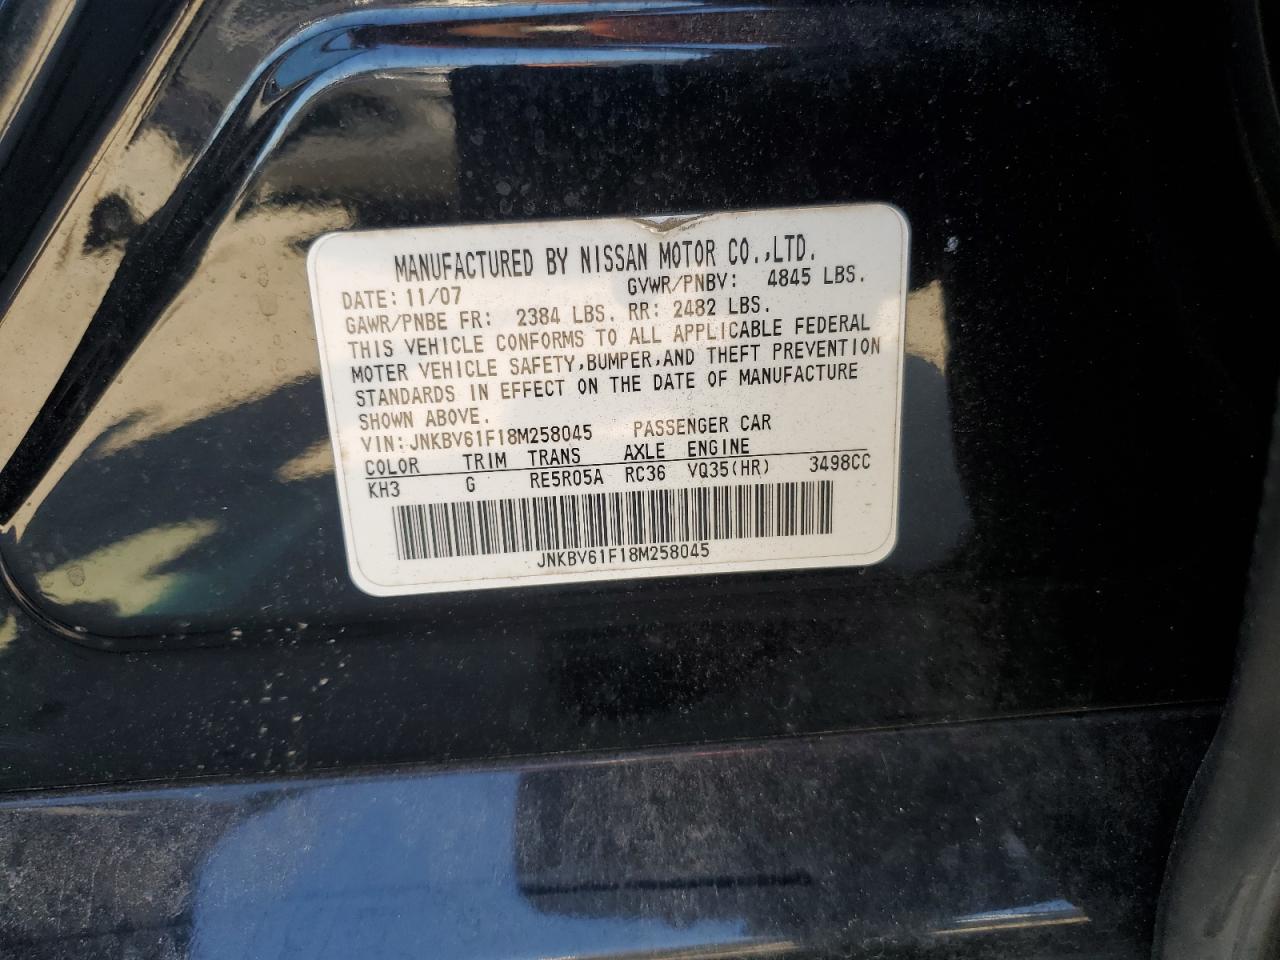 MANUFACTURED BY NISSAN MOTOR CO.,LTD.
DATE: 11/07 GVWR/PNBV: 4845 LBS.
GAWR/PNBE FR: 2384 LBS. RR: 2482 LBS.
THIS VEHICLE CONFORMS TO ALL APPLICABLE FEDERAL
MOTER VEHICLE SAFETY,BUMPER,AND THEFT PREVENTION
STANDARDS IN EFFECT ON THE DATE OF MANUFACTURE
SHOWN ABOVE.
VIN: JNKBV61F18M258045 PASSENGER CAR
COLOR TRIM TRANS AXLE ENGINE
KH3 G RE5R05A RC36 VQ35(HR) 3498CC
JNKBV61F18M258045